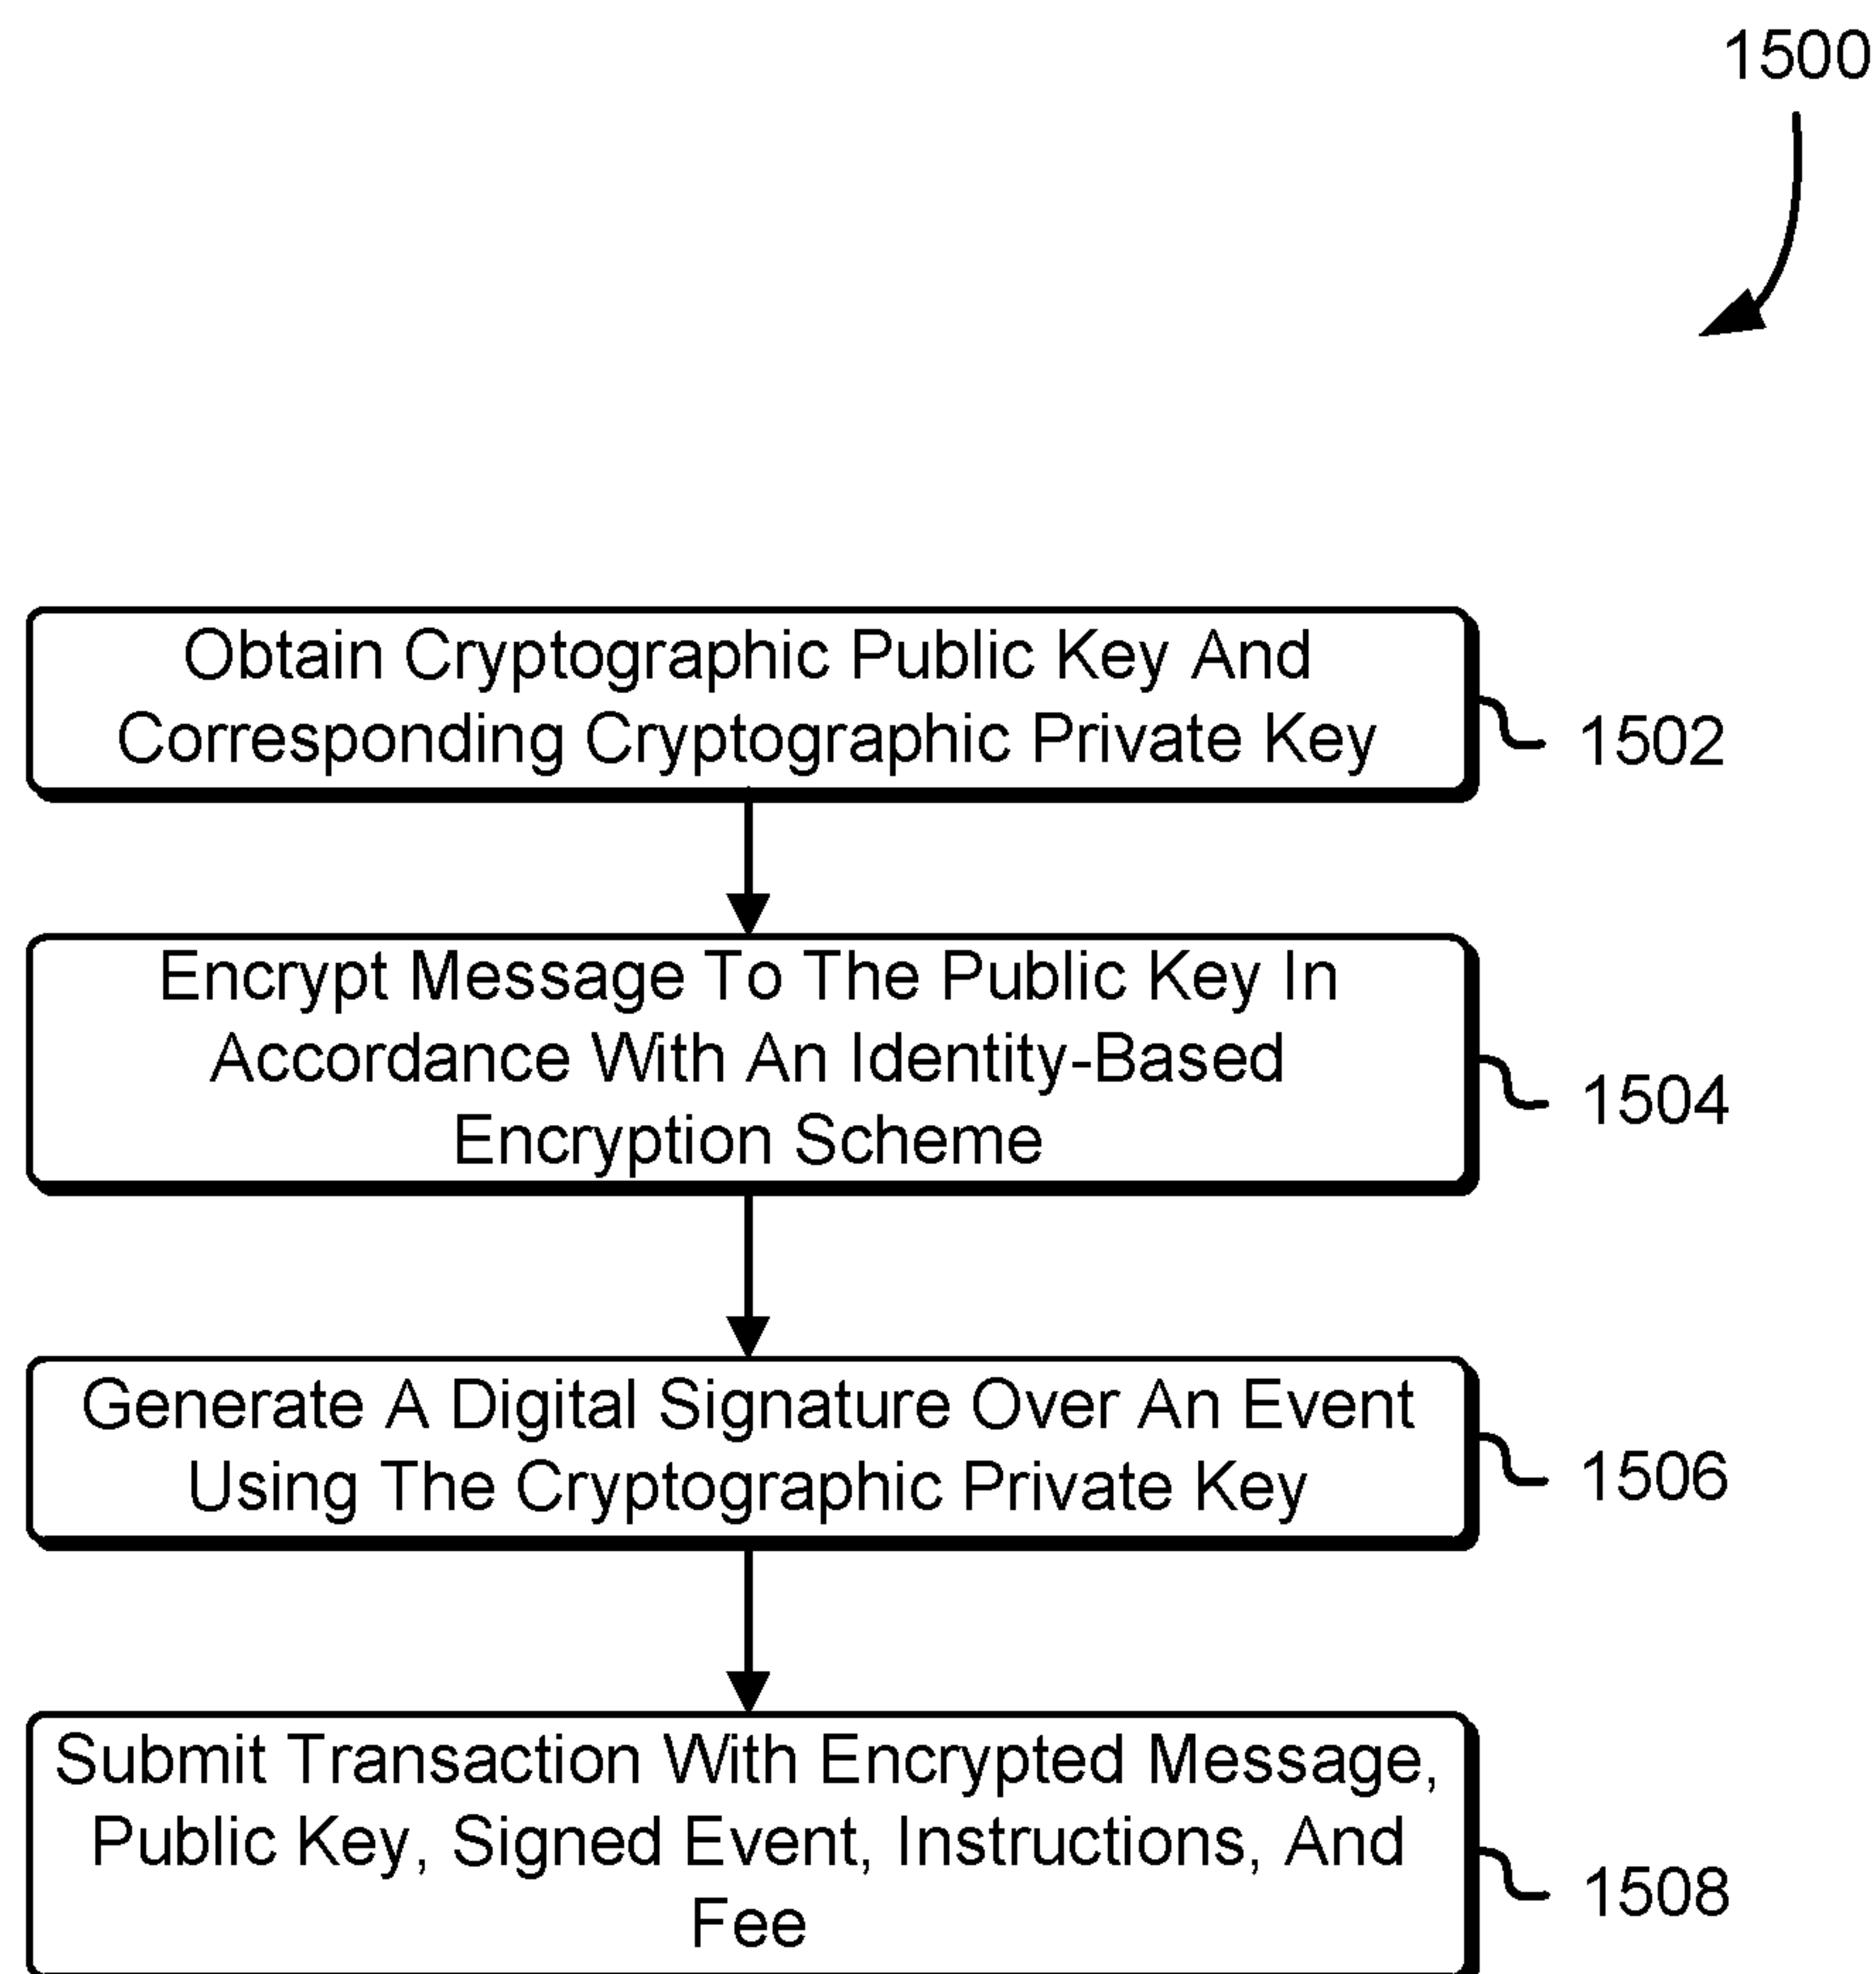 1500
Obtain Cryptographic Public Key And
Corresponding Cryptographic Private Key
1502
Encrypt Message To The Public Key In
Accordance With An Identity-Based
Encryption Scheme
1504
Generate A Digital Signature Over An Event
Using The Cryptographic Private Key
1506
Submit Transaction With Encrypted Message,
Public Key, Signed Event, Instructions, And
Fee
1508